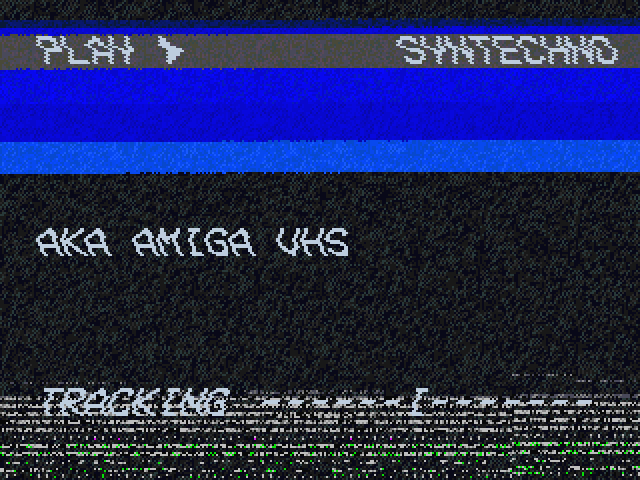 PLAY SYNTECHNO
AKA AMIGA VHS
TRACKING ------I-------